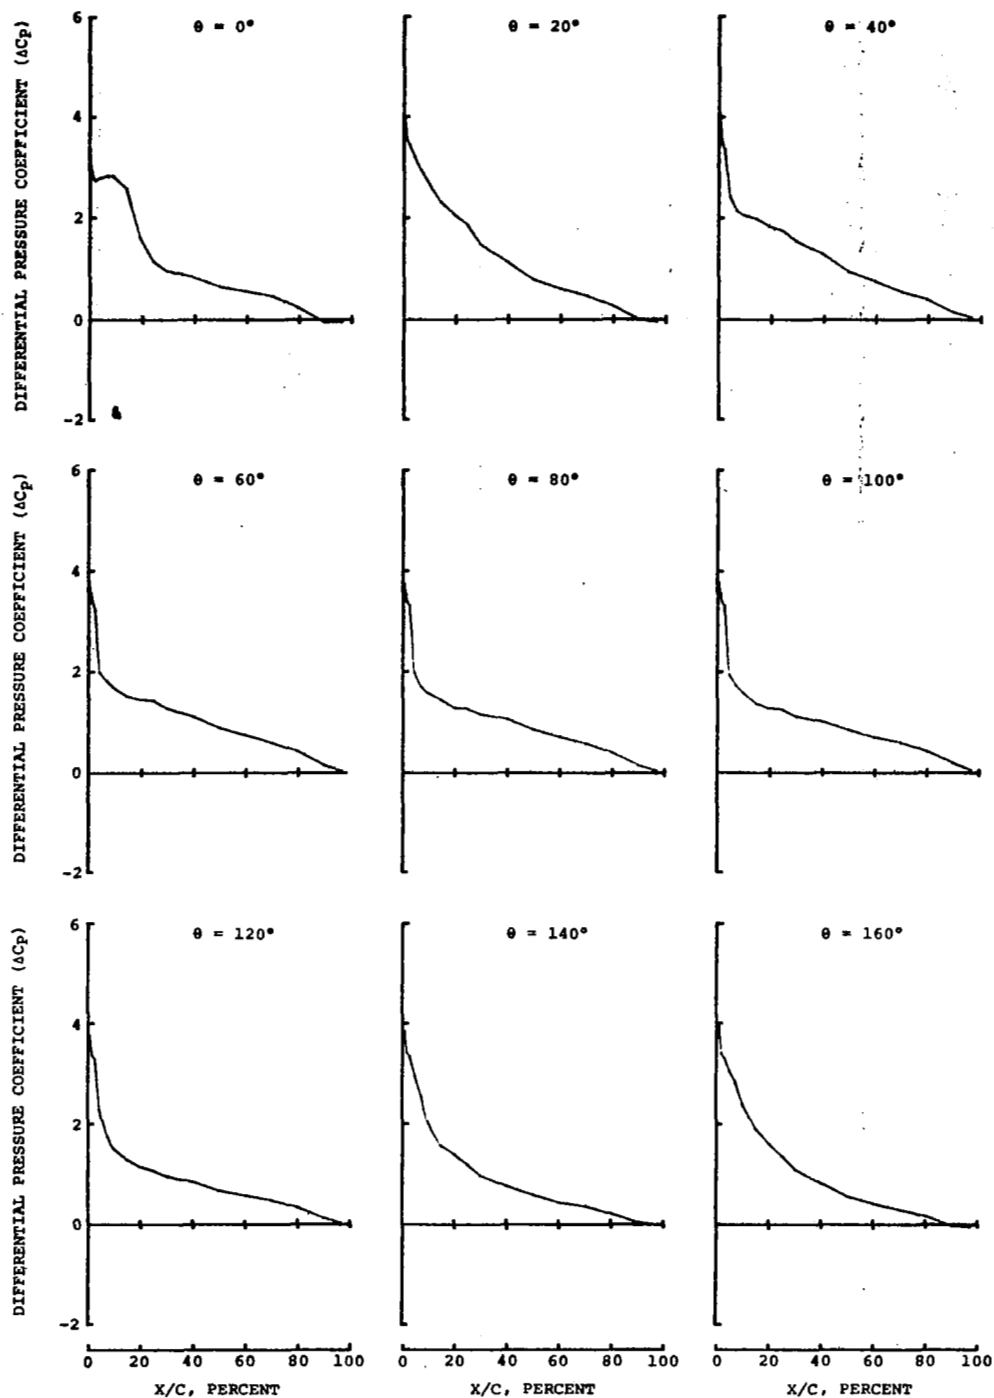 DIFFERENTIAL PRESSURE COEFFICIENT (ΔCp)
6
4
2
0
-2
θ = 0°
θ = 20°
θ = 40°
DIFFERENTIAL PRESSURE COEFFICIENT (ΔCp)
6
4
2
0
-2
θ = 60°
θ = 80°
θ = 100°
DIFFERENTIAL PRESSURE COEFFICIENT (ΔCp)
6
4
2
0
-2
θ = 120°
θ = 140°
θ = 160°
0 20 40 60 80 100
X/C, PERCENT
0 20 40 60 80 100
X/C, PERCENT
0 20 40 60 80 100
X/C, PERCENT